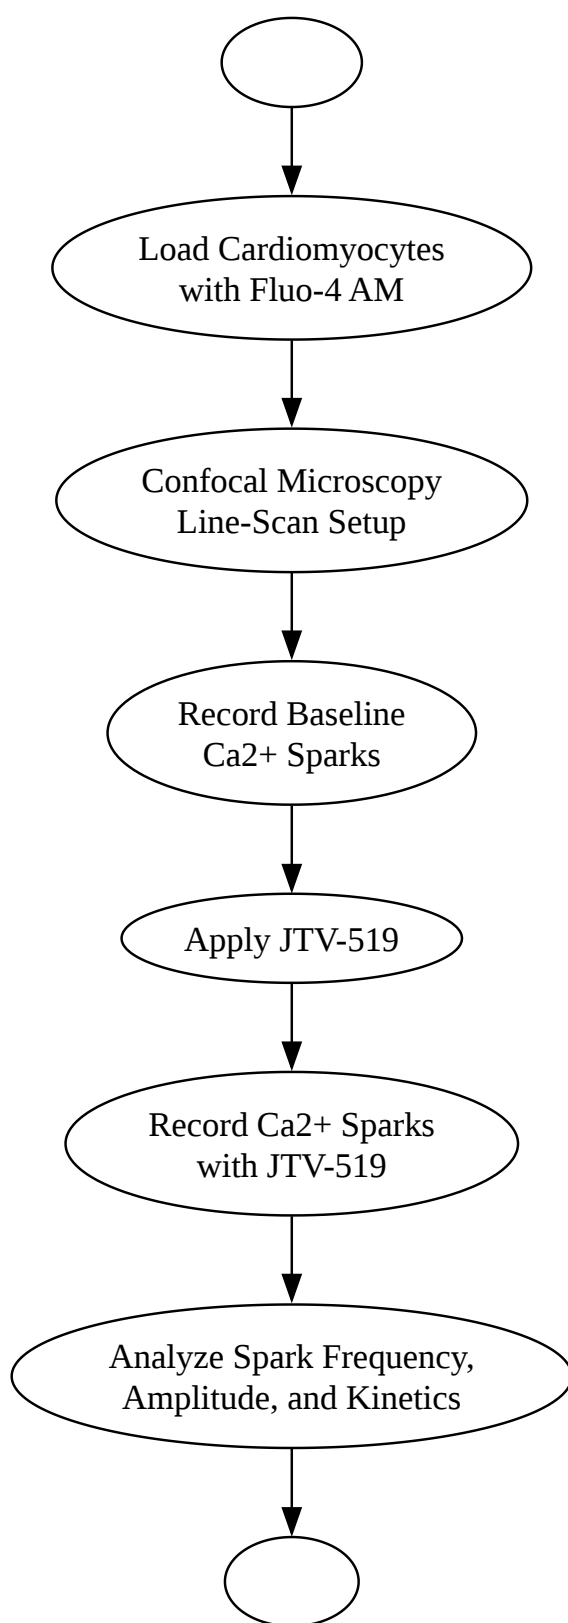 Load Cardiomyocytes
with Fluo-4 AM
Confocal Microscopy
Line-Scan Setup
Record Baseline
Ca2+ Sparks
Apply JTV-519
Record Ca2+ Sparks
with JTV-519
Analyze Spark Frequency,
Amplitude, and Kinetics